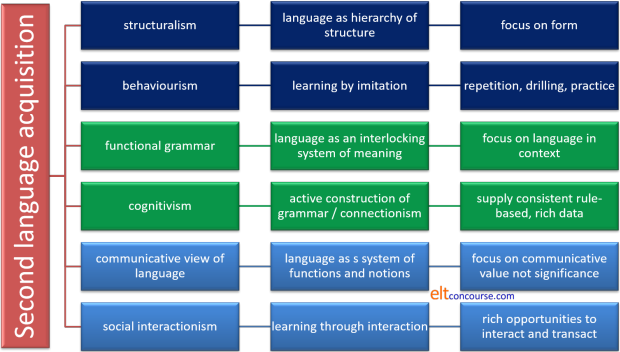 Second language acquisition
structuralism
language as hierarchy of
structure
focus on form
behaviourism
learning by imitation
repetition, drilling, practice
functional grammar
language as an interlocking
system of meaning
focus on language in
context
cognitivism
active construction of
grammar / connectionism
supply consistent rule-
based, rich data
communicative view of
language
language as s system of
functions and notions
focus on communicative
value not significance
eltconcourse.com
social interactionism
learning through interaction
rich opportunities to
interact and transact